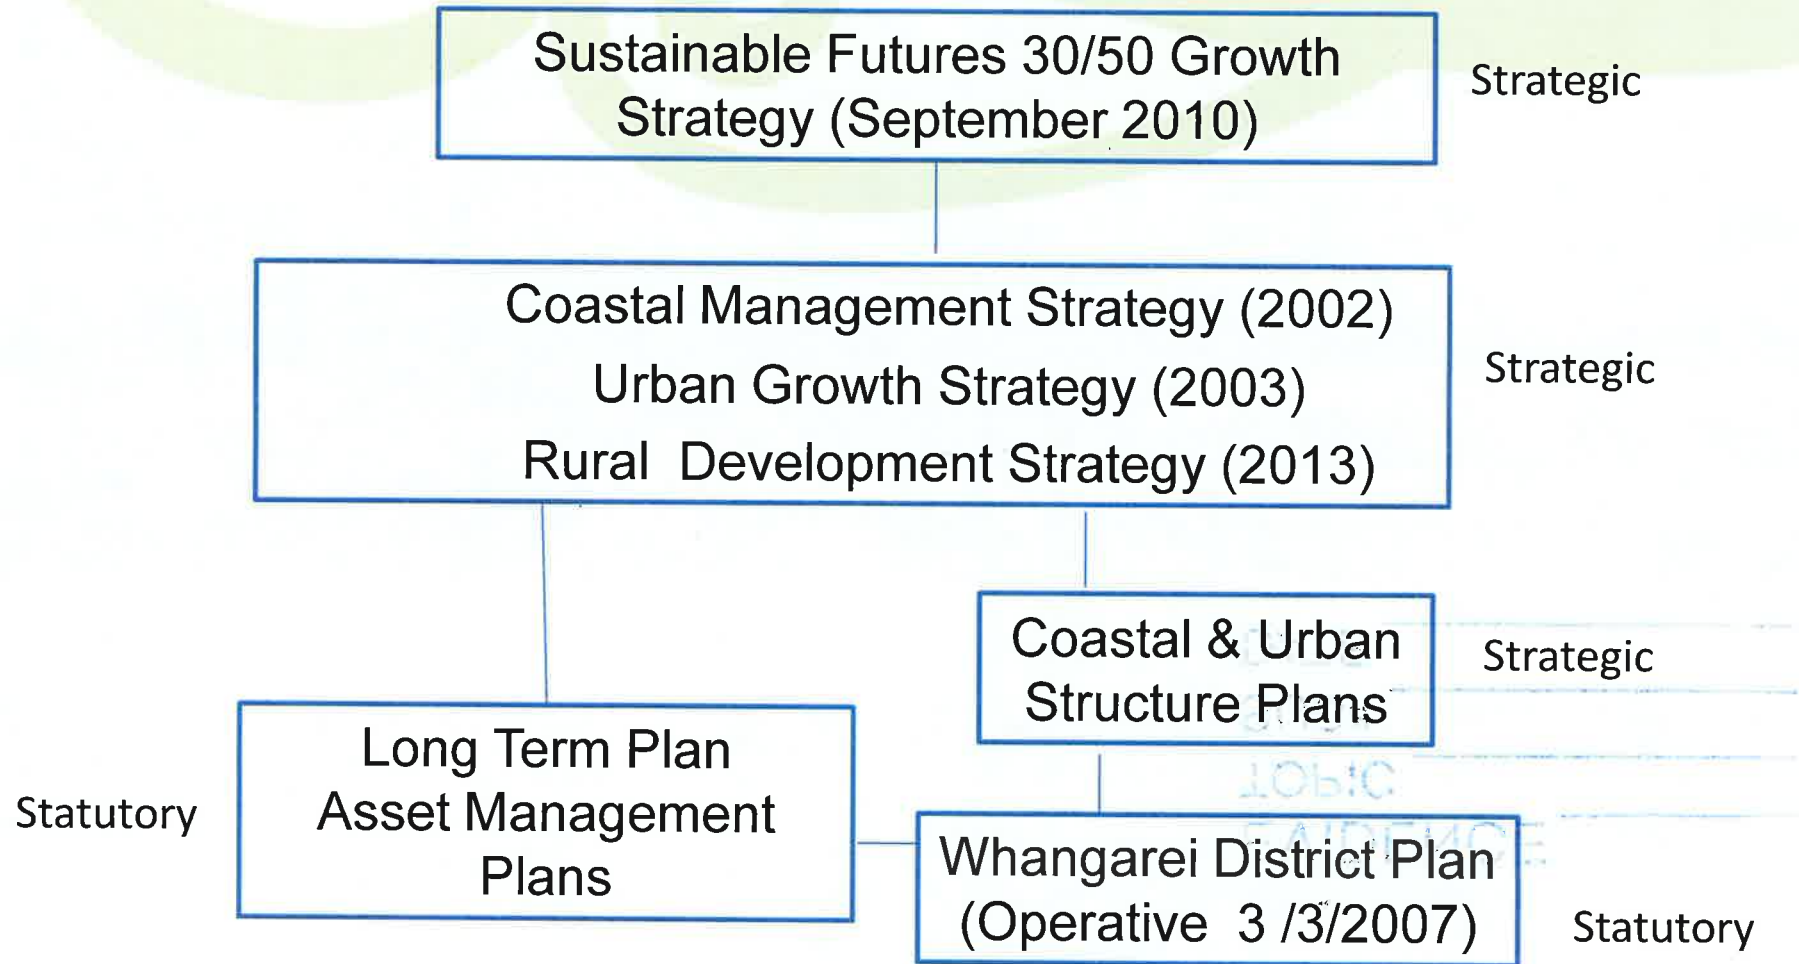 Sustainable Futures 30/50 Growth
Strategy (September 2010)
Strategic
Coastal Management Strategy (2002)
Urban Growth Strategy (2003)
Rural Development Strategy (2013)
Strategic
Coastal & Urban
Structure Plans
Strategic
Long Term Plan
Asset Management
Plans
Statutory
Whangarei District Plan
(Operative 3 /3/2007)
Statutory